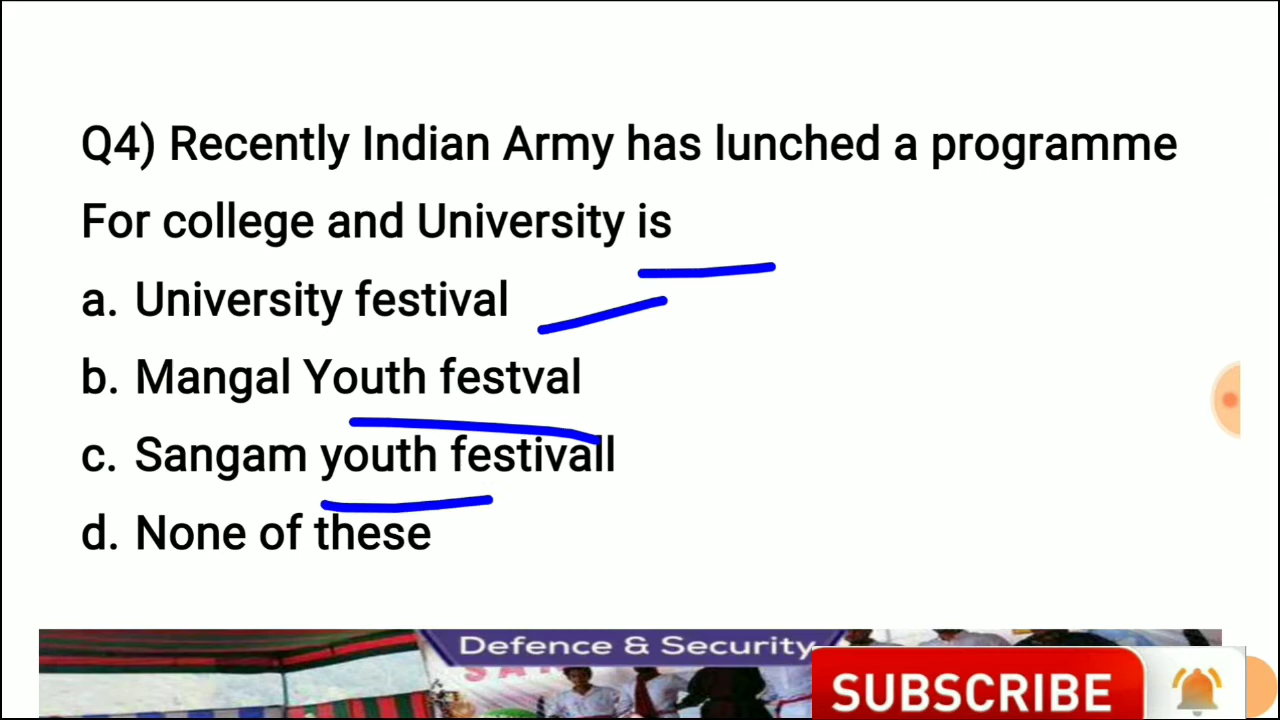 Q4) Recently Indian Army has lunched a programme
For college and University is
a. University festival
b. Mangal Youth festval
c. Sangam youth festivall
d. None of these
Defence & Security
SUBSCRIBE